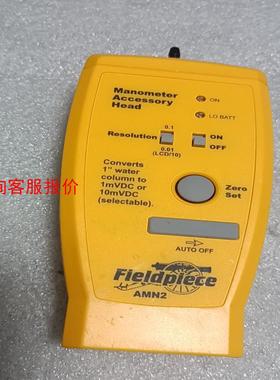 Manometer
Accessory
Head
ON
LO BATT
Resolution
0.1
0.01
(LCD/10)
ON
OFF
询客服报价
Converts
1" water
column to
1mVDC or
10mVDC
(selectable).
Zero
Set
AUTO OFF
Fieldpiece
AMN2